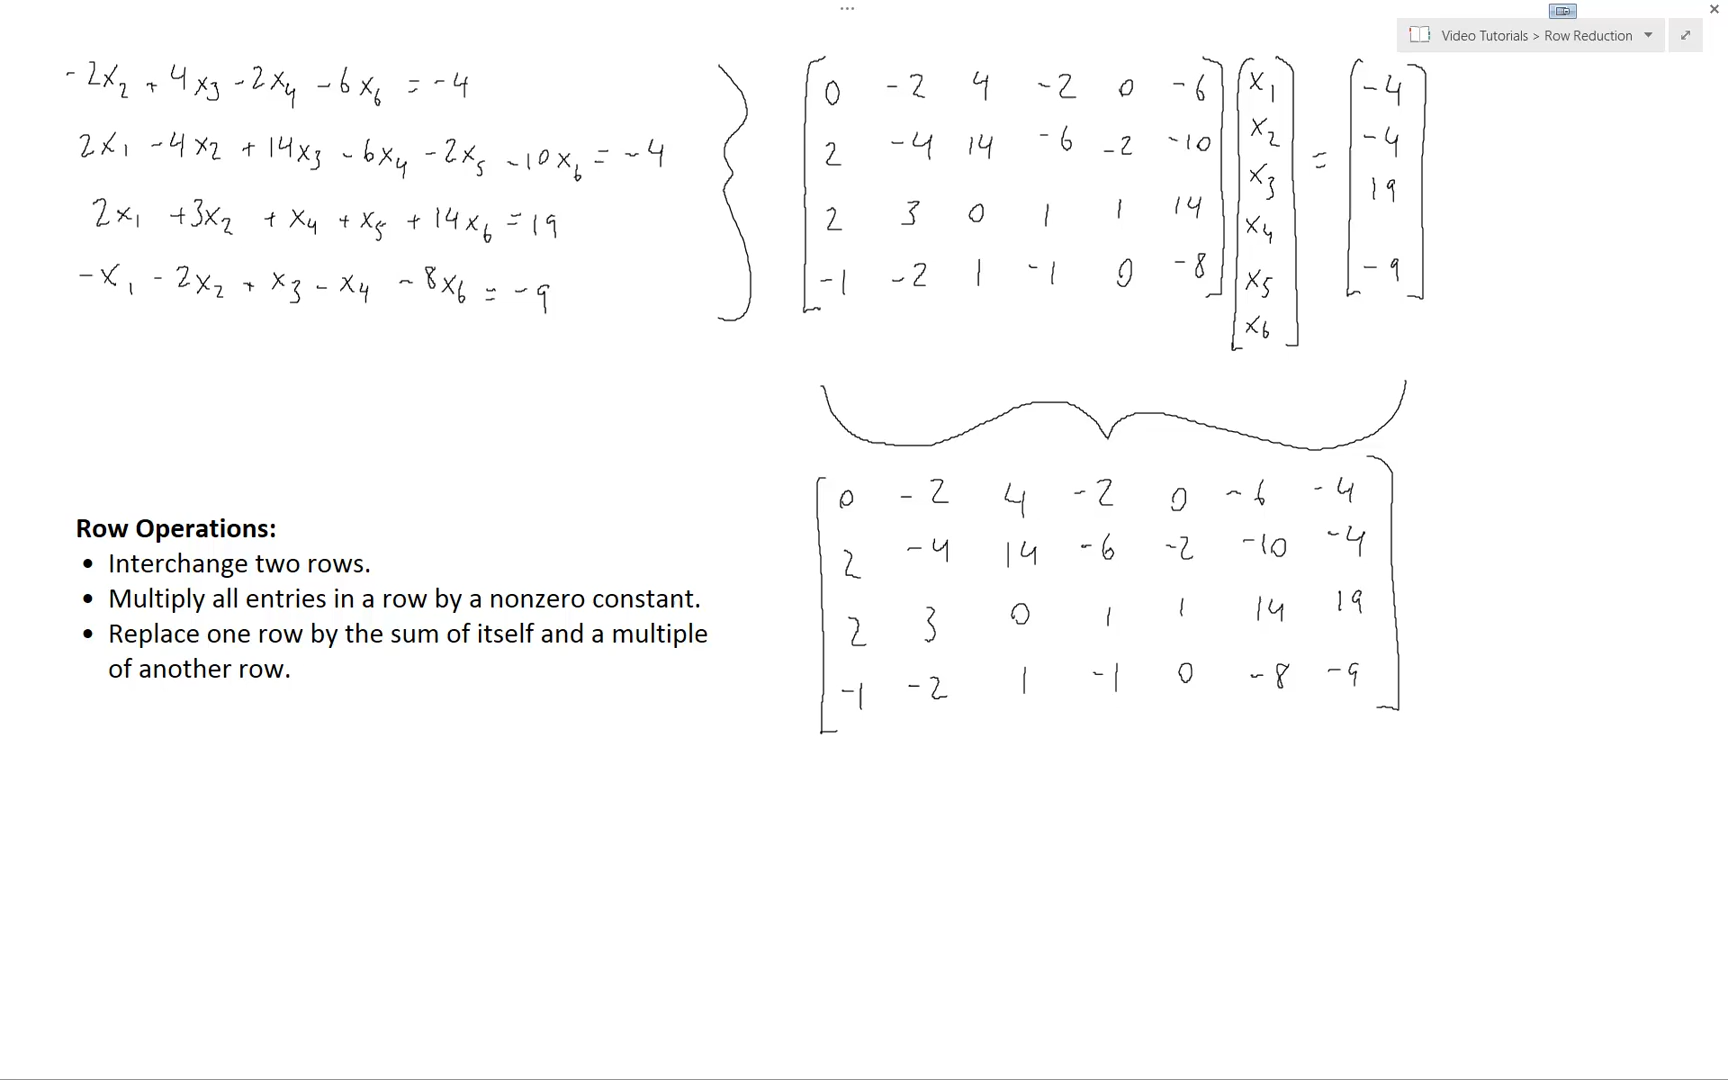 ...
Video Tutorials > Row Reduction
-2x₂ + 4x₃ - 2x₄ - 6x₆ = -4
2x₁ - 4x₂ + 14x₃ - 6x₄ - 2x₅ - 10x₆ = -4
2x₁ + 3x₂ + x₄ + x₅ + 14x₆ = 19
-x₁ - 2x₂ + x₃ - x₄ - 8x₆ = -9
0 -2 4 -2 0 -6 x₁ -4
2 -4 14 -6 -2 -10 x₂ = -4
2 3 0 1 1 14 x₃ 19
-1 -2 1 -1 0 -8 x₄ -9
x₅
x₆
Row Operations:
• Interchange two rows.
• Multiply all entries in a row by a nonzero constant.
• Replace one row by the sum of itself and a multiple
of another row.
0 -2 4 -2 0 -6 -4
2 -4 14 -6 -2 -10 -4
2 3 0 1 1 14 19
-1 -2 1 -1 0 -8 -9